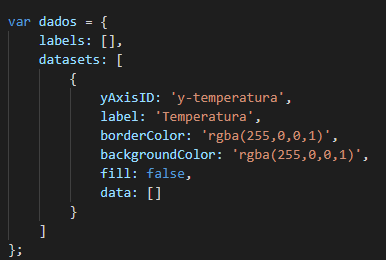 var dados = {
    labels: [],
    datasets: [
        {
            yAxisID: 'y-temperatura',
            label: 'Temperatura',
            borderColor: 'rgba(255,0,0,1)',
            backgroundColor: 'rgba(255,0,0,1)',
            fill: false,
            data: []
        }
    ]
};